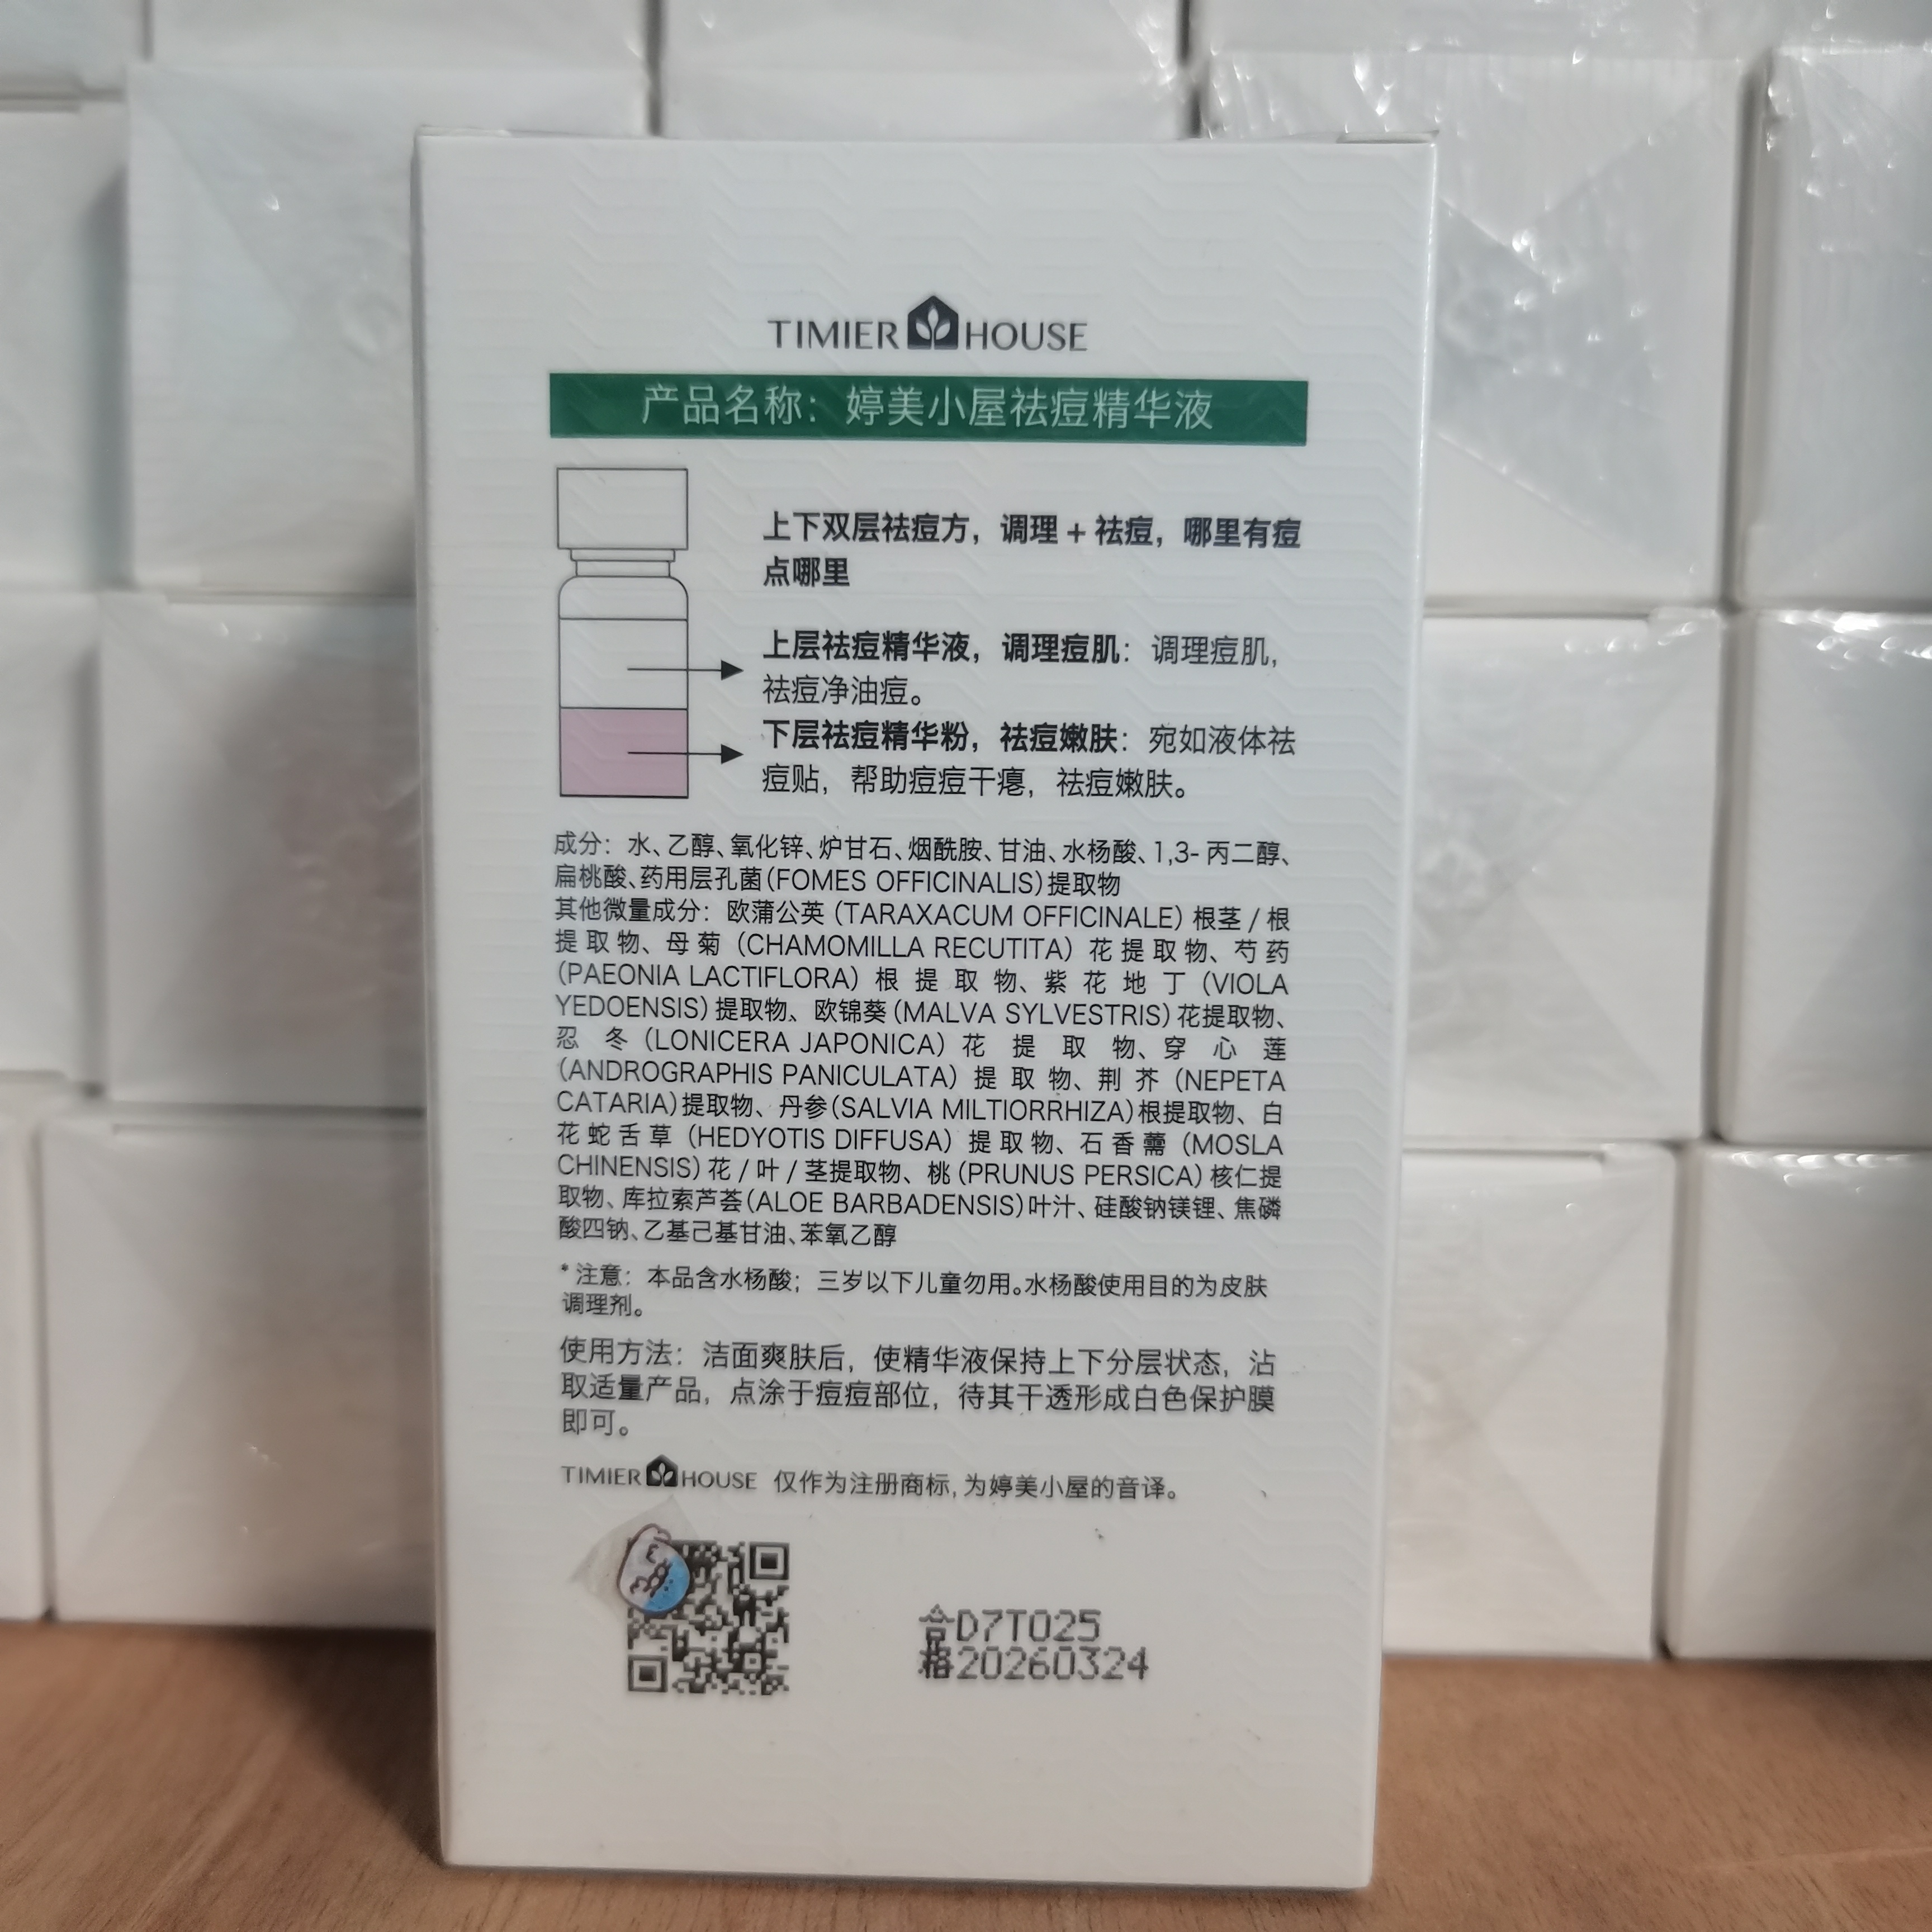 TIMIER HOUSE
产品名称：婷美小屋祛痘精华液
上下双层祛痘方，调理 + 祛痘，哪里有痘
点哪里
上层祛痘精华液，调理痘肌：调理痘肌，
祛痘净油痘。
下层祛痘精华粉，祛痘嫩肤：宛如液体祛
痘贴，帮助痘痘干瘪，祛痘嫩肤。
成分：水、乙醇、氧化锌、炉甘石、烟酰胺、甘油、水杨酸、1,3- 丙二醇、
扁桃酸、药用层孔菌(FOMES OFFICINALIS)提取物
其他微量成分：欧蒲公英 (TARAXACUM OFFICINALE) 根茎 / 根
提取物、母菊 (CHAMOMILLA RECUTITA) 花提取物、芍药
(PAEONIA LACTIFLORA) 根提取物、紫花地丁 (VIOLA
YEDOENSIS) 提取物、欧锦葵 (MALVA SYLVESTRIS) 花提取物、
忍冬 (LONICERA JAPONICA) 花提取物、穿心莲
(ANDROGRAPHIS PANICULATA) 提取物、荆芥 (NEPETA
CATARIA) 提取物、丹参 (SALVIA MILTIORRHIZA) 根提取物、白
花蛇舌草 (HEDYOTIS DIFFUSA) 提取物、石香薷 (MOSLA
CHINENSIS) 花 / 叶 / 茎提取物、桃 (PRUNUS PERSICA) 核仁提
取物、库拉索芦荟 (ALOE BARBADENSIS) 叶汁、硅酸钠镁锂、焦磷
酸四钠、乙基己基甘油、苯氧乙醇
* 注意：本品含水杨酸；三岁以下儿童勿用。水杨酸使用目的为皮肤
调理剂。
使用方法：洁面爽肤后，使精华液保持上下分层状态，沾
取适量产品，点涂于痘痘部位，待其干透形成白色保护膜
即可。
TIMIER HOUSE 仅作为注册商标, 为婷美小屋的音译。
合D7T025
格20260324